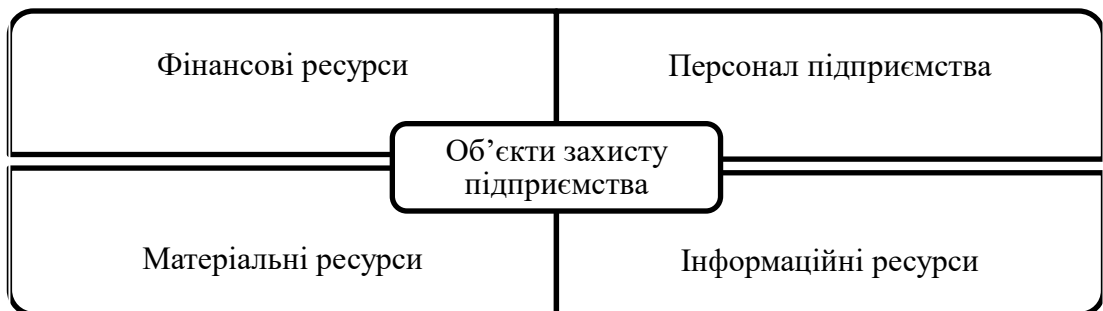 Фінансові ресурси
Персонал підприємства
Об’єкти захисту
підприємства
Матеріальні ресурси
Інформаційні ресурси